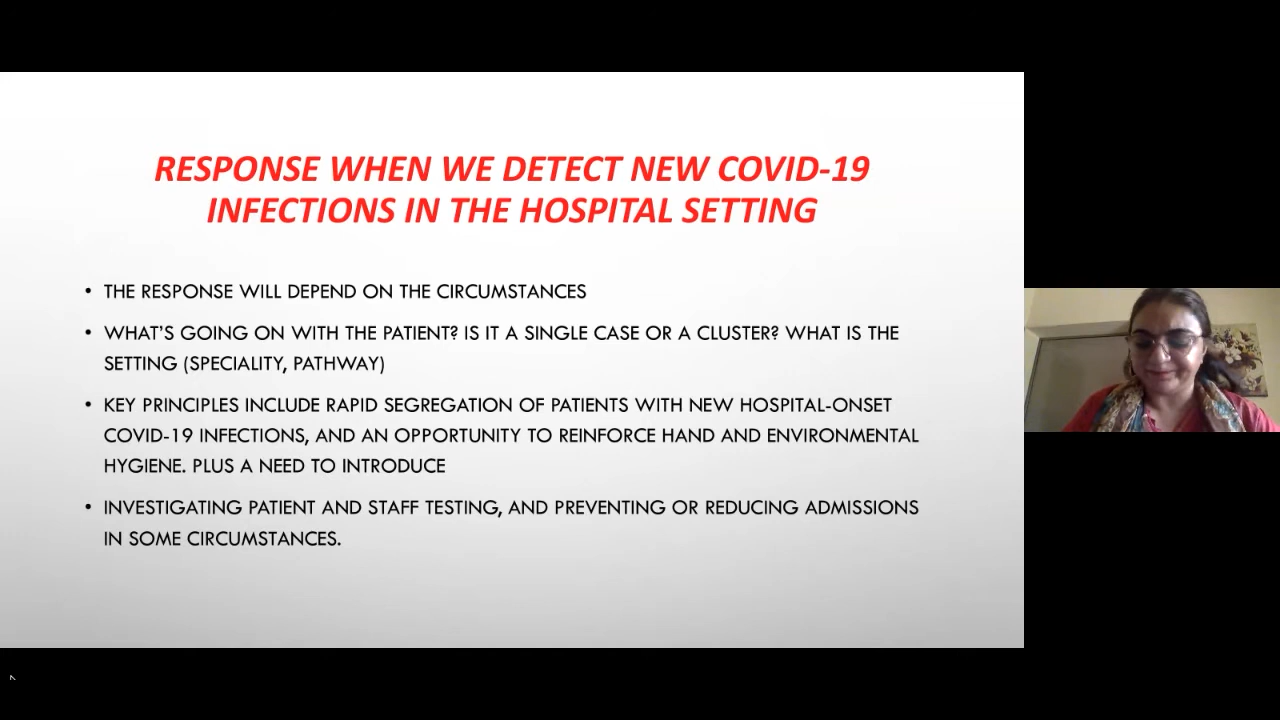 RESPONSE WHEN WE DETECT NEW COVID-19
INFECTIONS IN THE HOSPITAL SETTING
• THE RESPONSE WILL DEPEND ON THE CIRCUMSTANCES
• WHAT'S GOING ON WITH THE PATIENT? IS IT A SINGLE CASE OR A CLUSTER? WHAT IS THE
SETTING (SPECIALITY, PATHWAY)
• KEY PRINCIPLES INCLUDE RAPID SEGREGATION OF PATIENTS WITH NEW HOSPITAL-ONSET
COVID-19 INFECTIONS, AND AN OPPORTUNITY TO REINFORCE HAND AND ENVIRONMENTAL
HYGIENE. PLUS A NEED TO INTRODUCE
• INVESTIGATING PATIENT AND STAFF TESTING, AND PREVENTING OR REDUCING ADMISSIONS
IN SOME CIRCUMSTANCES.